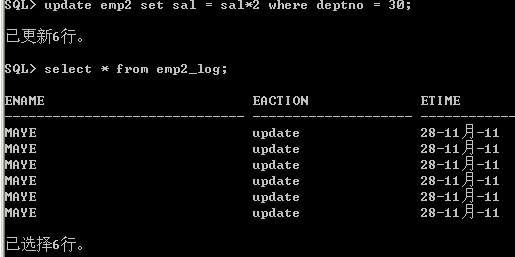 SQL> update emp2 set sal = sal*2 where deptno = 30;
已更新6行。
SQL> select * from emp2_log;
ENAME EACTION ETIME
------------------------------ -------------------- ----------
MAYE update 28-11月-11
MAYE update 28-11月-11
MAYE update 28-11月-11
MAYE update 28-11月-11
MAYE update 28-11月-11
MAYE update 28-11月-11
已选择6行。